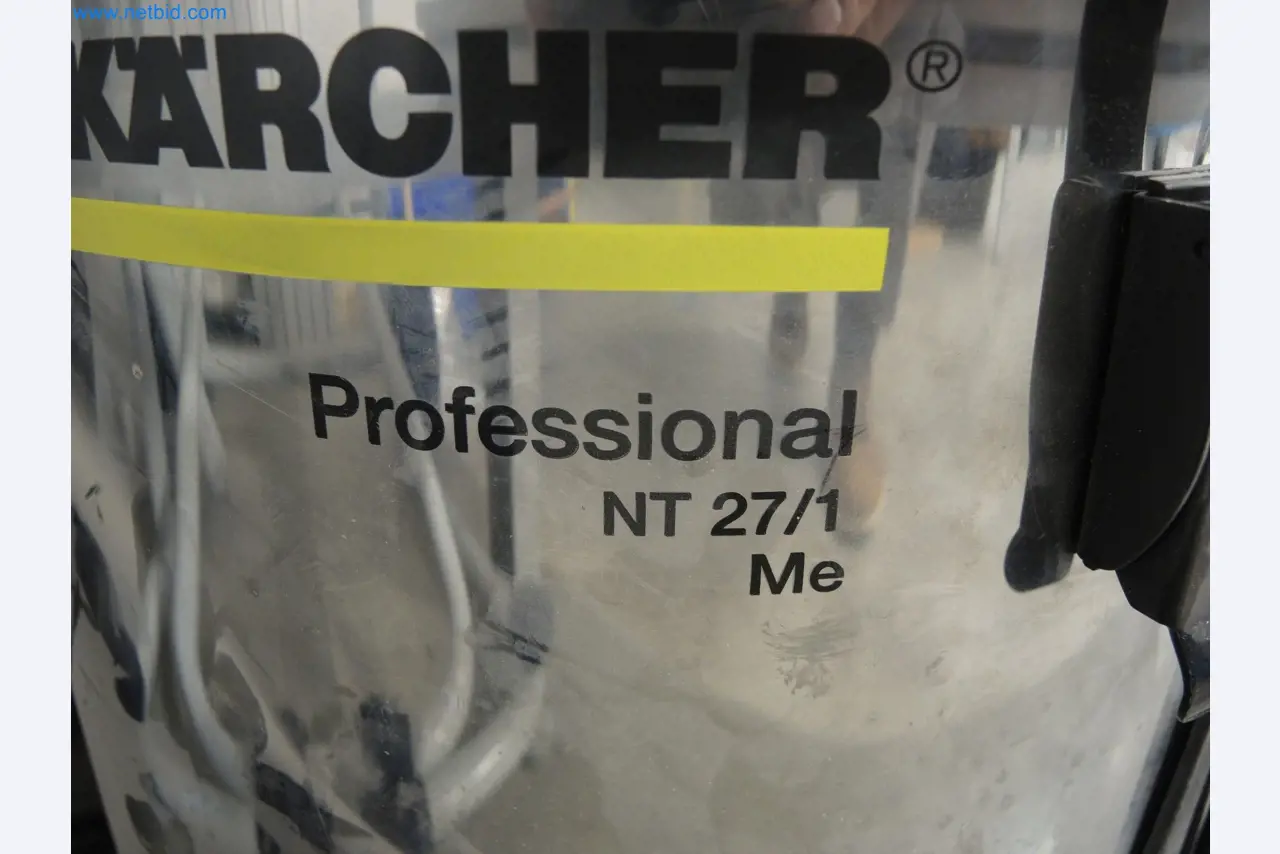 www.netbid.com
KÄRCHER®
Professional
NT 27/1
Me